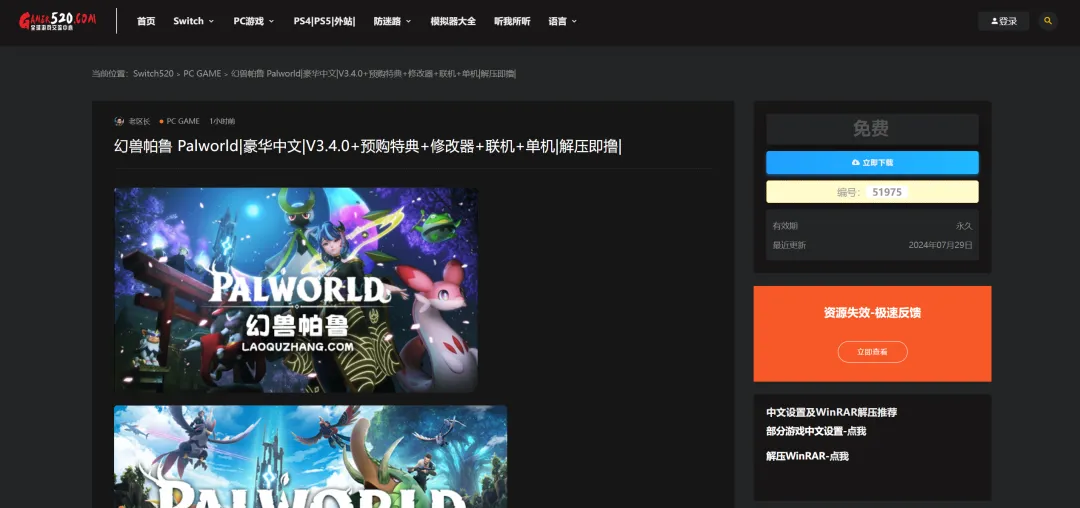 GAMER520.COM
全球游戏交流中心
首页 Switch PC游戏 PS4|PS5|外站| 防迷路 模拟器大全 听我所听 语言 登录
当前位置: Switch520 > PC GAME > 幻兽帕鲁 Palworld|豪华中文|V3.4.0+预购特典+修改器+联机+单机|解压即撸|
老区长 PC GAME 1小时前
幻兽帕鲁 Palworld|豪华中文|V3.4.0+预购特典+修改器+联机+单机|解压即撸|
PALWORLD
幻兽帕鲁
LAOQUZHANG.COM
PALWORLD
免费
立即下载
编号: 51975
有效期 永久
最近更新 2024年07月29日
资源失效-极速反馈
立即查看
中文设置及WinRAR解压推荐
部分游戏中文设置-点我
解压WinRAR-点我